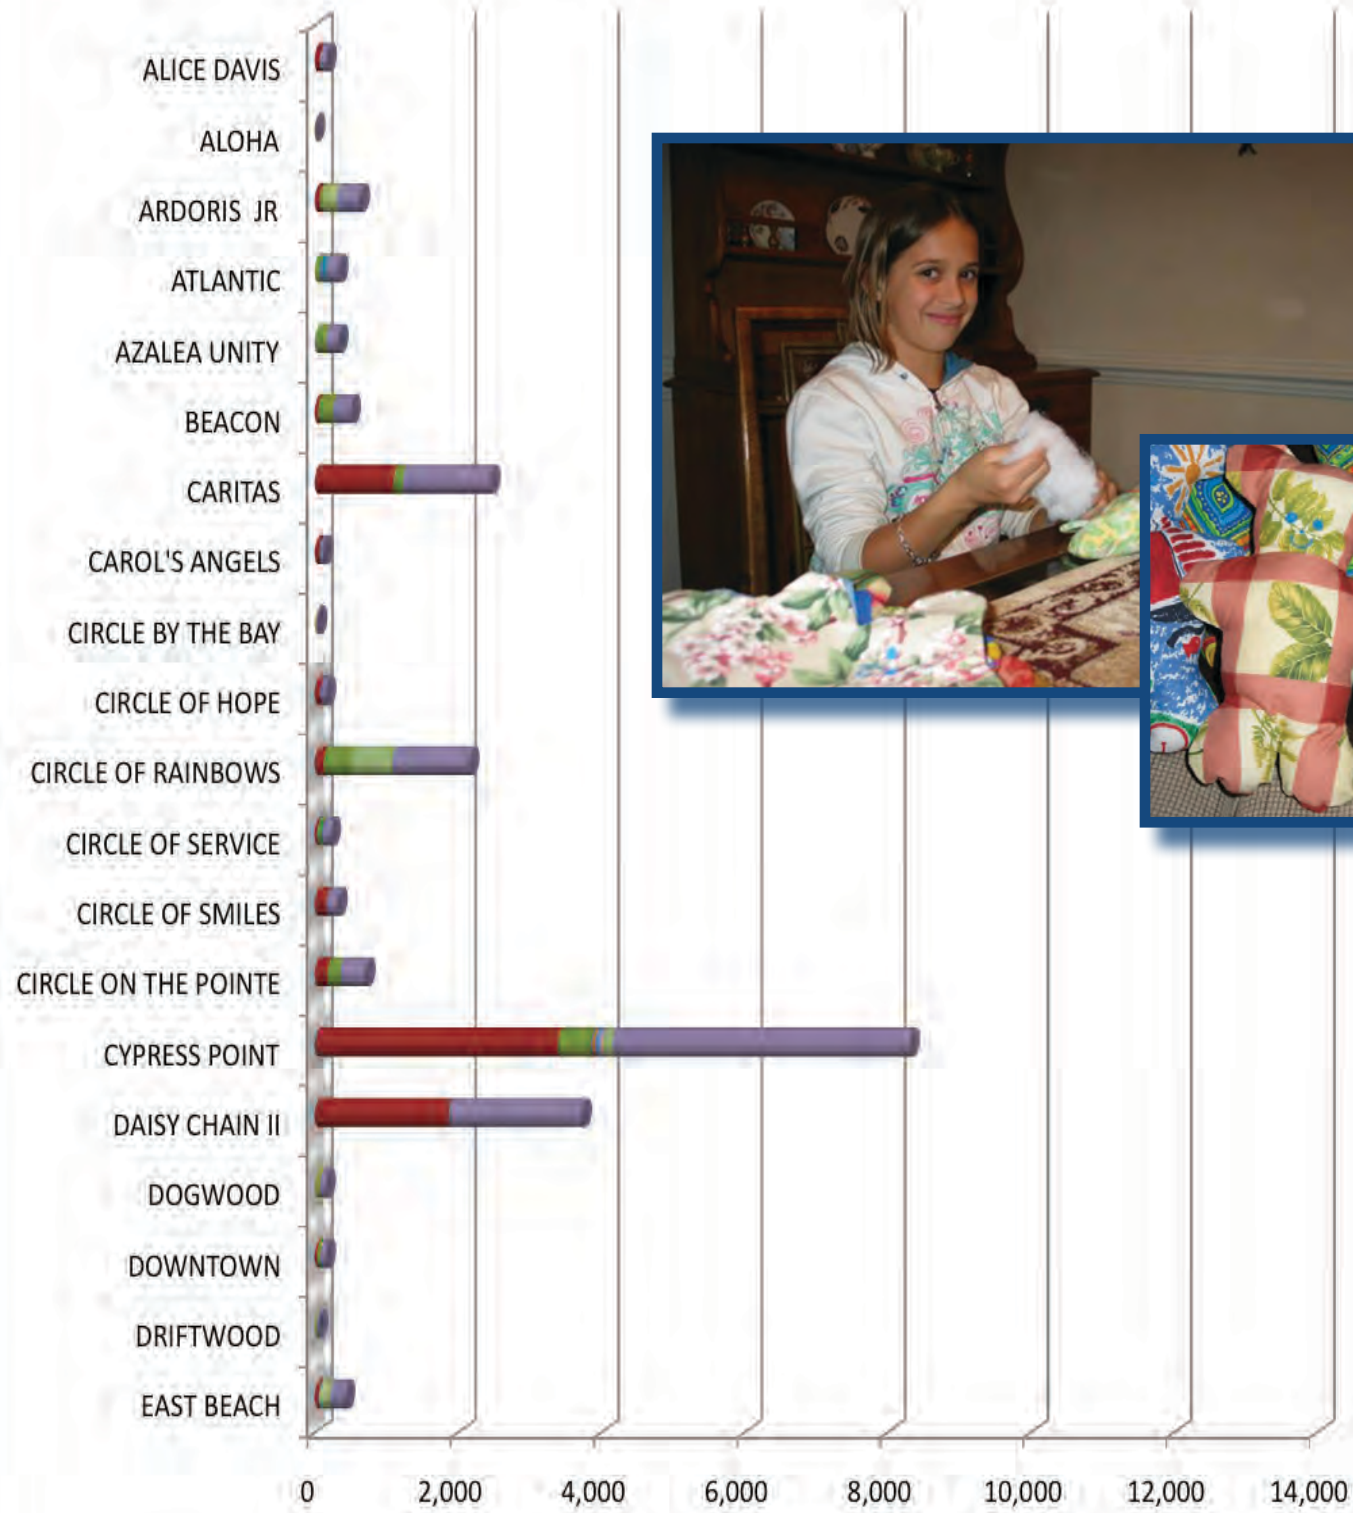 ALICE DAVIS
ALOHA
ARDORIS JR
ATLANTIC
AZALEA UNITY
BEACON
CARITAS
CAROL'S ANGELS
CIRCLE BY THE BAY
CIRCLE OF HOPE
CIRCLE OF RAINBOWS
CIRCLE OF SERVICE
CIRCLE OF SMILES
CIRCLE ON THE POINTE
CYPRESS POINT
DAISY CHAIN II
DOGWOOD
DOWNTOWN
DRIFTWOOD
EAST BEACH
0 2,000 4,000 6,000 8,000 10,000 12,000 14,000